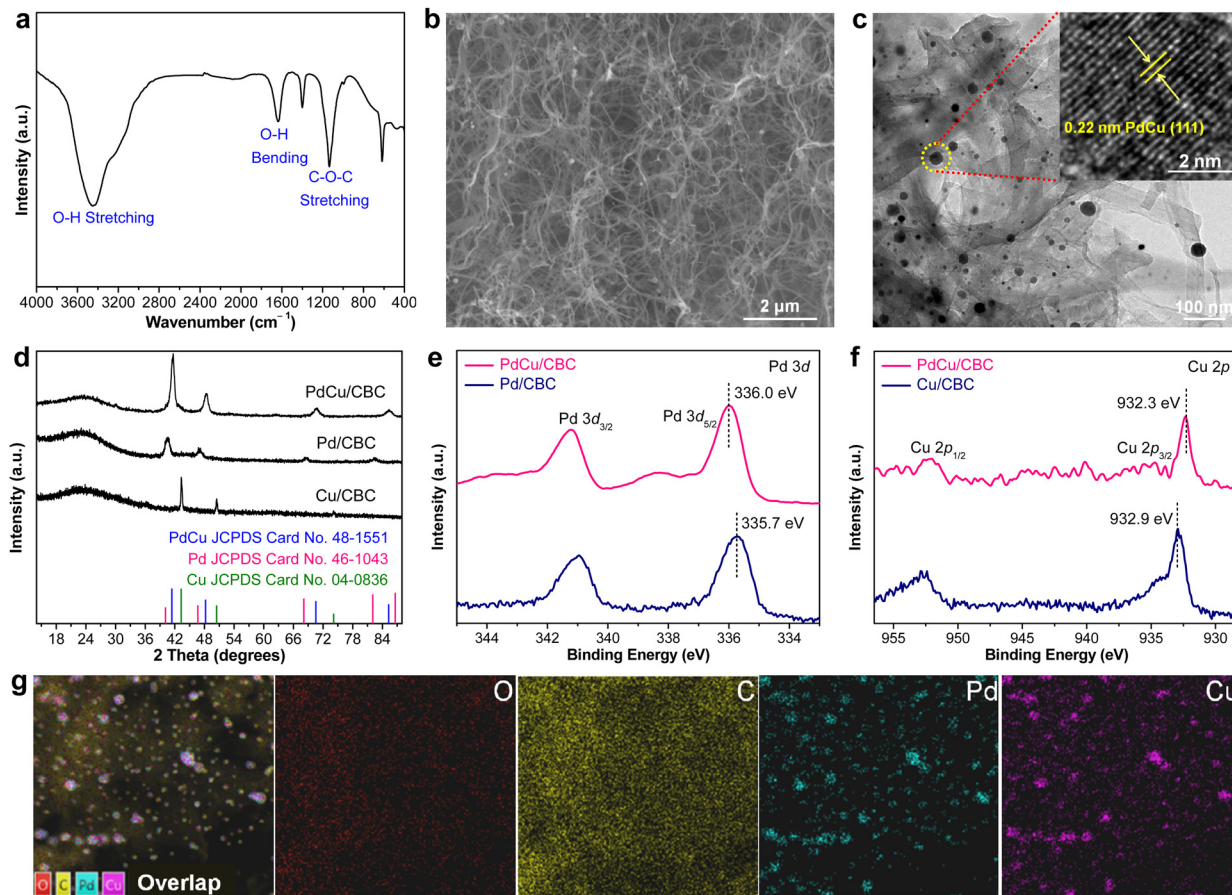 a
Intensity (a.u.)
O-H
Bending
C-O-C
Stretching
O-H Stretching
4000 3200 2400 1600 1200 800 400
Wavenumber (cm⁻¹)
b
2 μm
c
0.22 nm PdCu (111)
2 nm
100 nm
d
Intensity (a.u.)
PdCu/CBC
Pd/CBC
Cu/CBC
PdCu JCPDS Card No. 48-1551
Pd JCPDS Card No. 46-1043
Cu JCPDS Card No. 04-0836
18 24 30 36 42 48 54 60 66 72 78 84
2 Theta (degrees)
e
Intensity (a.u.)
PdCu/CBC
Pd/CBC
Pd 3d
336.0 eV
Pd 3d3/2
Pd 3d5/2
335.7 eV
344 342 340 338 336 334
Binding Energy (eV)
f
Intensity (a.u.)
PdCu/CBC
Cu/CBC
Cu 2p
932.3 eV
Cu 2p1/2
Cu 2p3/2
932.9 eV
955 950 945 940 935 930
Binding Energy (eV)
g
O C Pd Cu Overlap
O
C
Pd
Cu